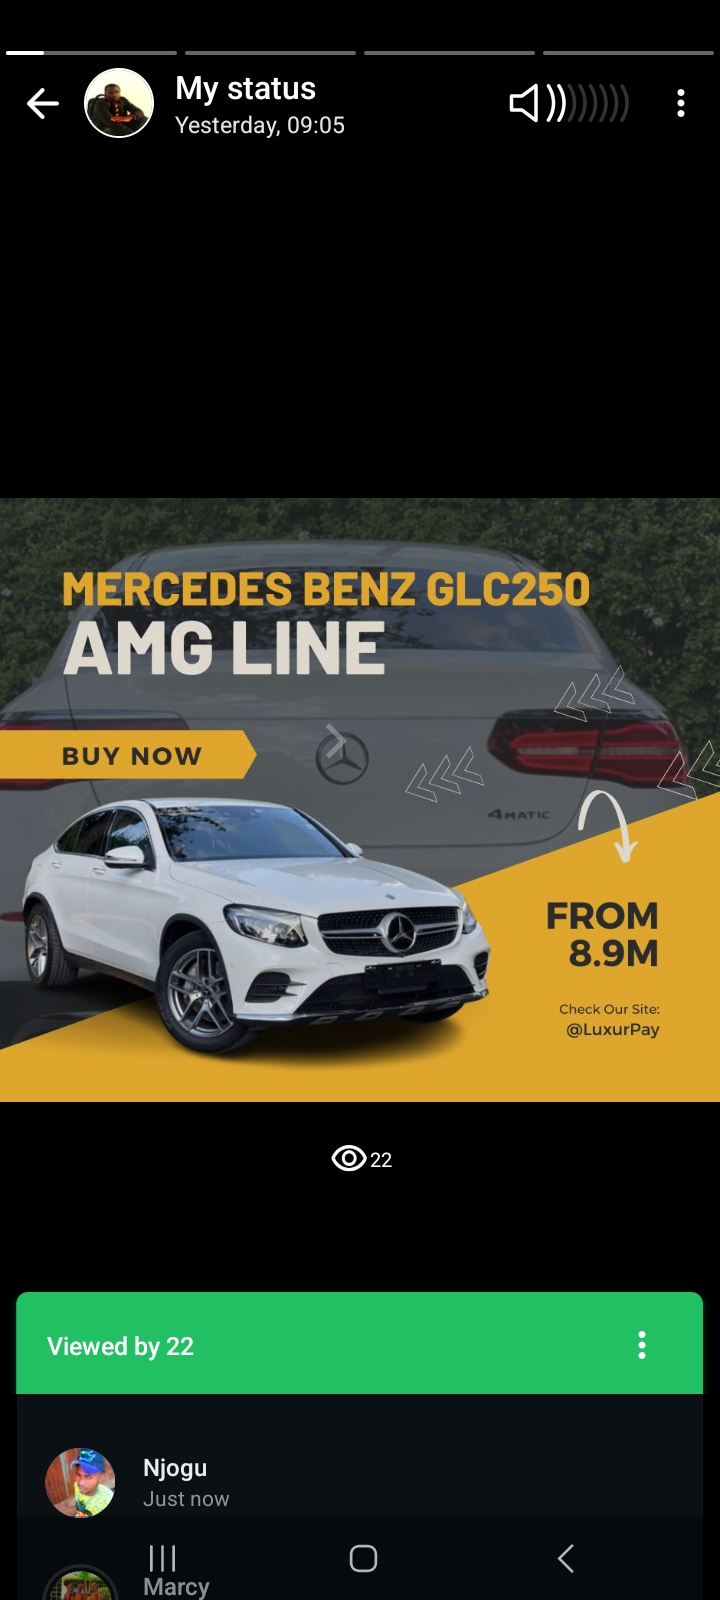 My status
Yesterday, 09:05
MERCEDES BENZ GLC250
AMG LINE
BUY NOW
4MATIC
FROM
8.9M
Check Our Site:
@LuxurPay
22
Viewed by 22
Njogu
Just now
Marcy